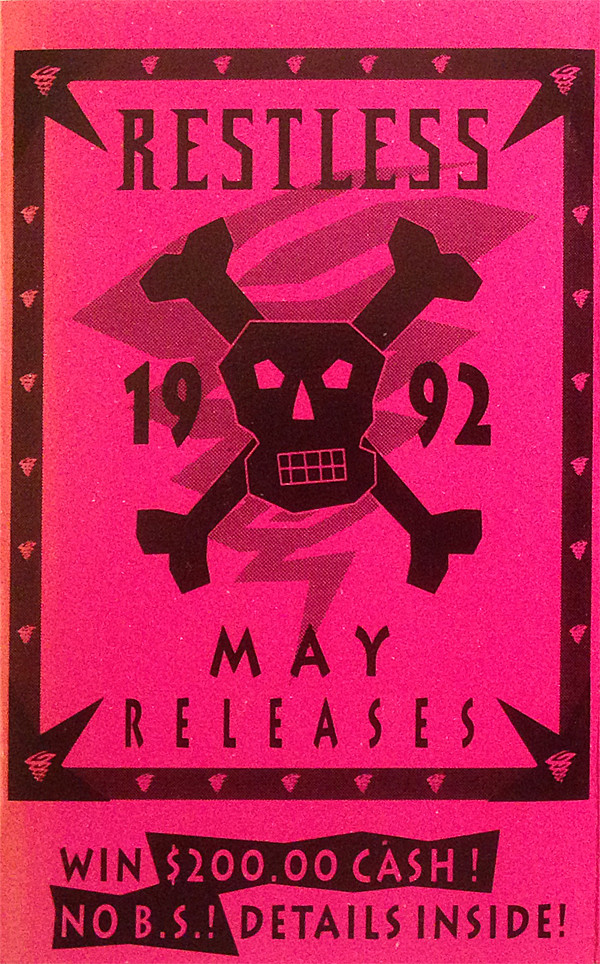 RESTLESS
19 92
MAY
RELEASES
WIN $200.00 CASH!
NO B.S.! DETAILS INSIDE!